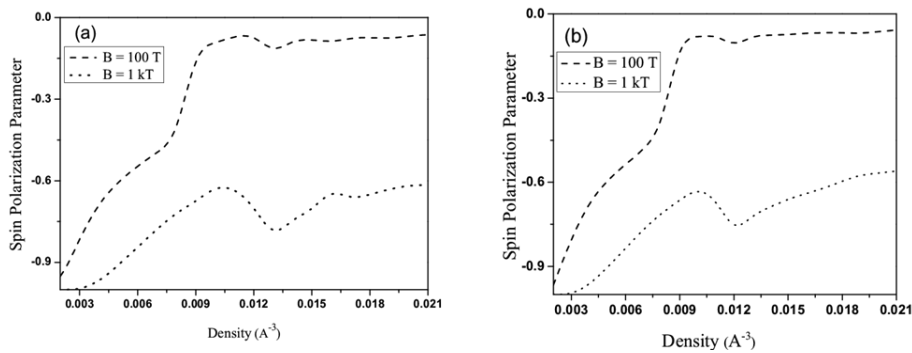 (a)
B = 100 T
B = 1 kT
Spin Polarization Parameter
0.0
-0.3
-0.6
-0.9
0.003 0.006 0.009 0.012 0.015 0.018 0.021
Density (A⁻³)
(b)
B = 100 T
B = 1 kT
Spin Polarization Parameter
0.0
-0.3
-0.6
-0.9
0.003 0.006 0.009 0.012 0.015 0.018 0.021
Density (A⁻³)